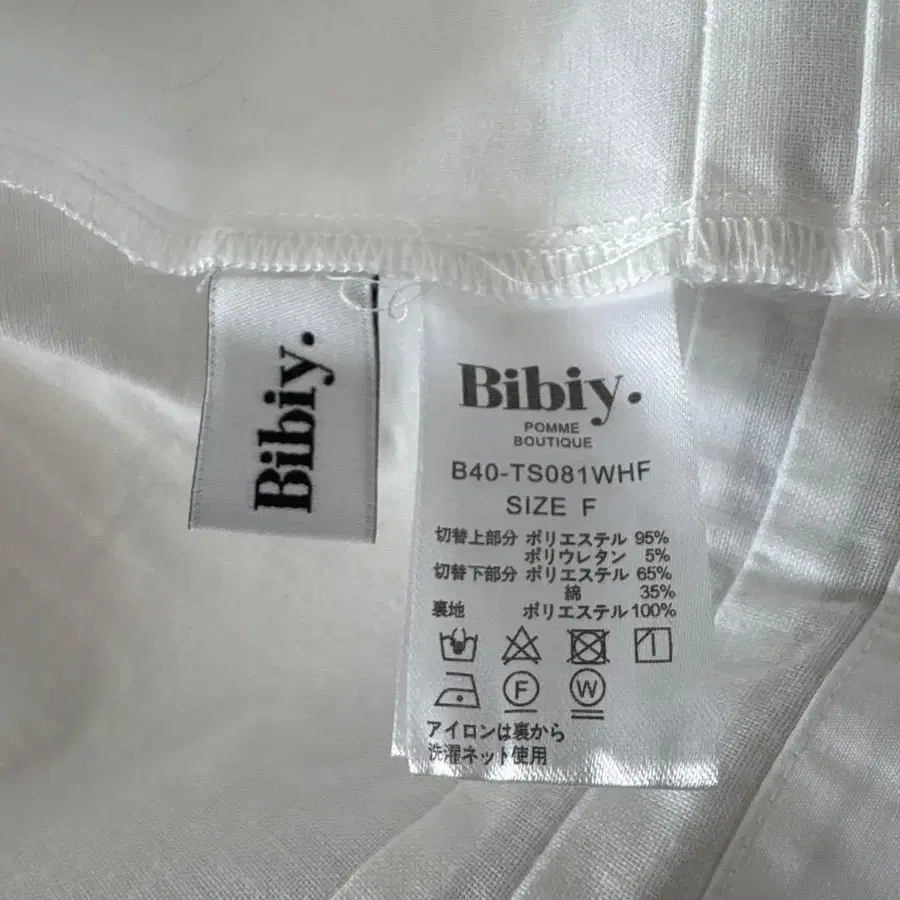 Bibiy.
Bibiy.
POMME
BOUTIQUE
B40-TS081WHF
SIZE F
切替上部分 ポリエステル 95%
ポリウレタン 5%
切替下部分 ポリエステル 65%
綿 35%
裏地 ポリエステル 100%
F W
アイロンは裏から
洗濯ネット使用